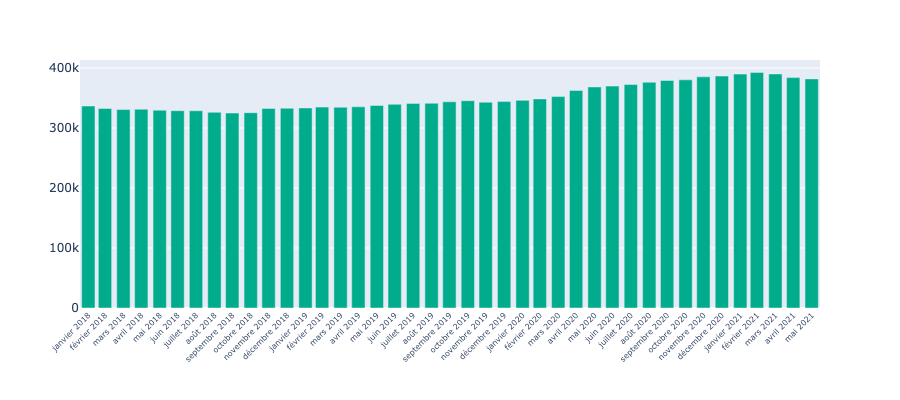 400k
300k
200k
100k
0
janvier 2018
février 2018
mars 2018
avril 2018
mai 2018
juin 2018
juillet 2018
août 2018
septembre 2018
octobre 2018
novembre 2018
décembre 2018
janvier 2019
février 2019
mars 2019
avril 2019
mai 2019
juin 2019
juillet 2019
août 2019
septembre 2019
octobre 2019
novembre 2019
décembre 2019
janvier 2020
février 2020
mars 2020
avril 2020
mai 2020
juin 2020
juillet 2020
août 2020
septembre 2020
octobre 2020
novembre 2020
décembre 2020
janvier 2021
février 2021
mars 2021
avril 2021
mai 2021